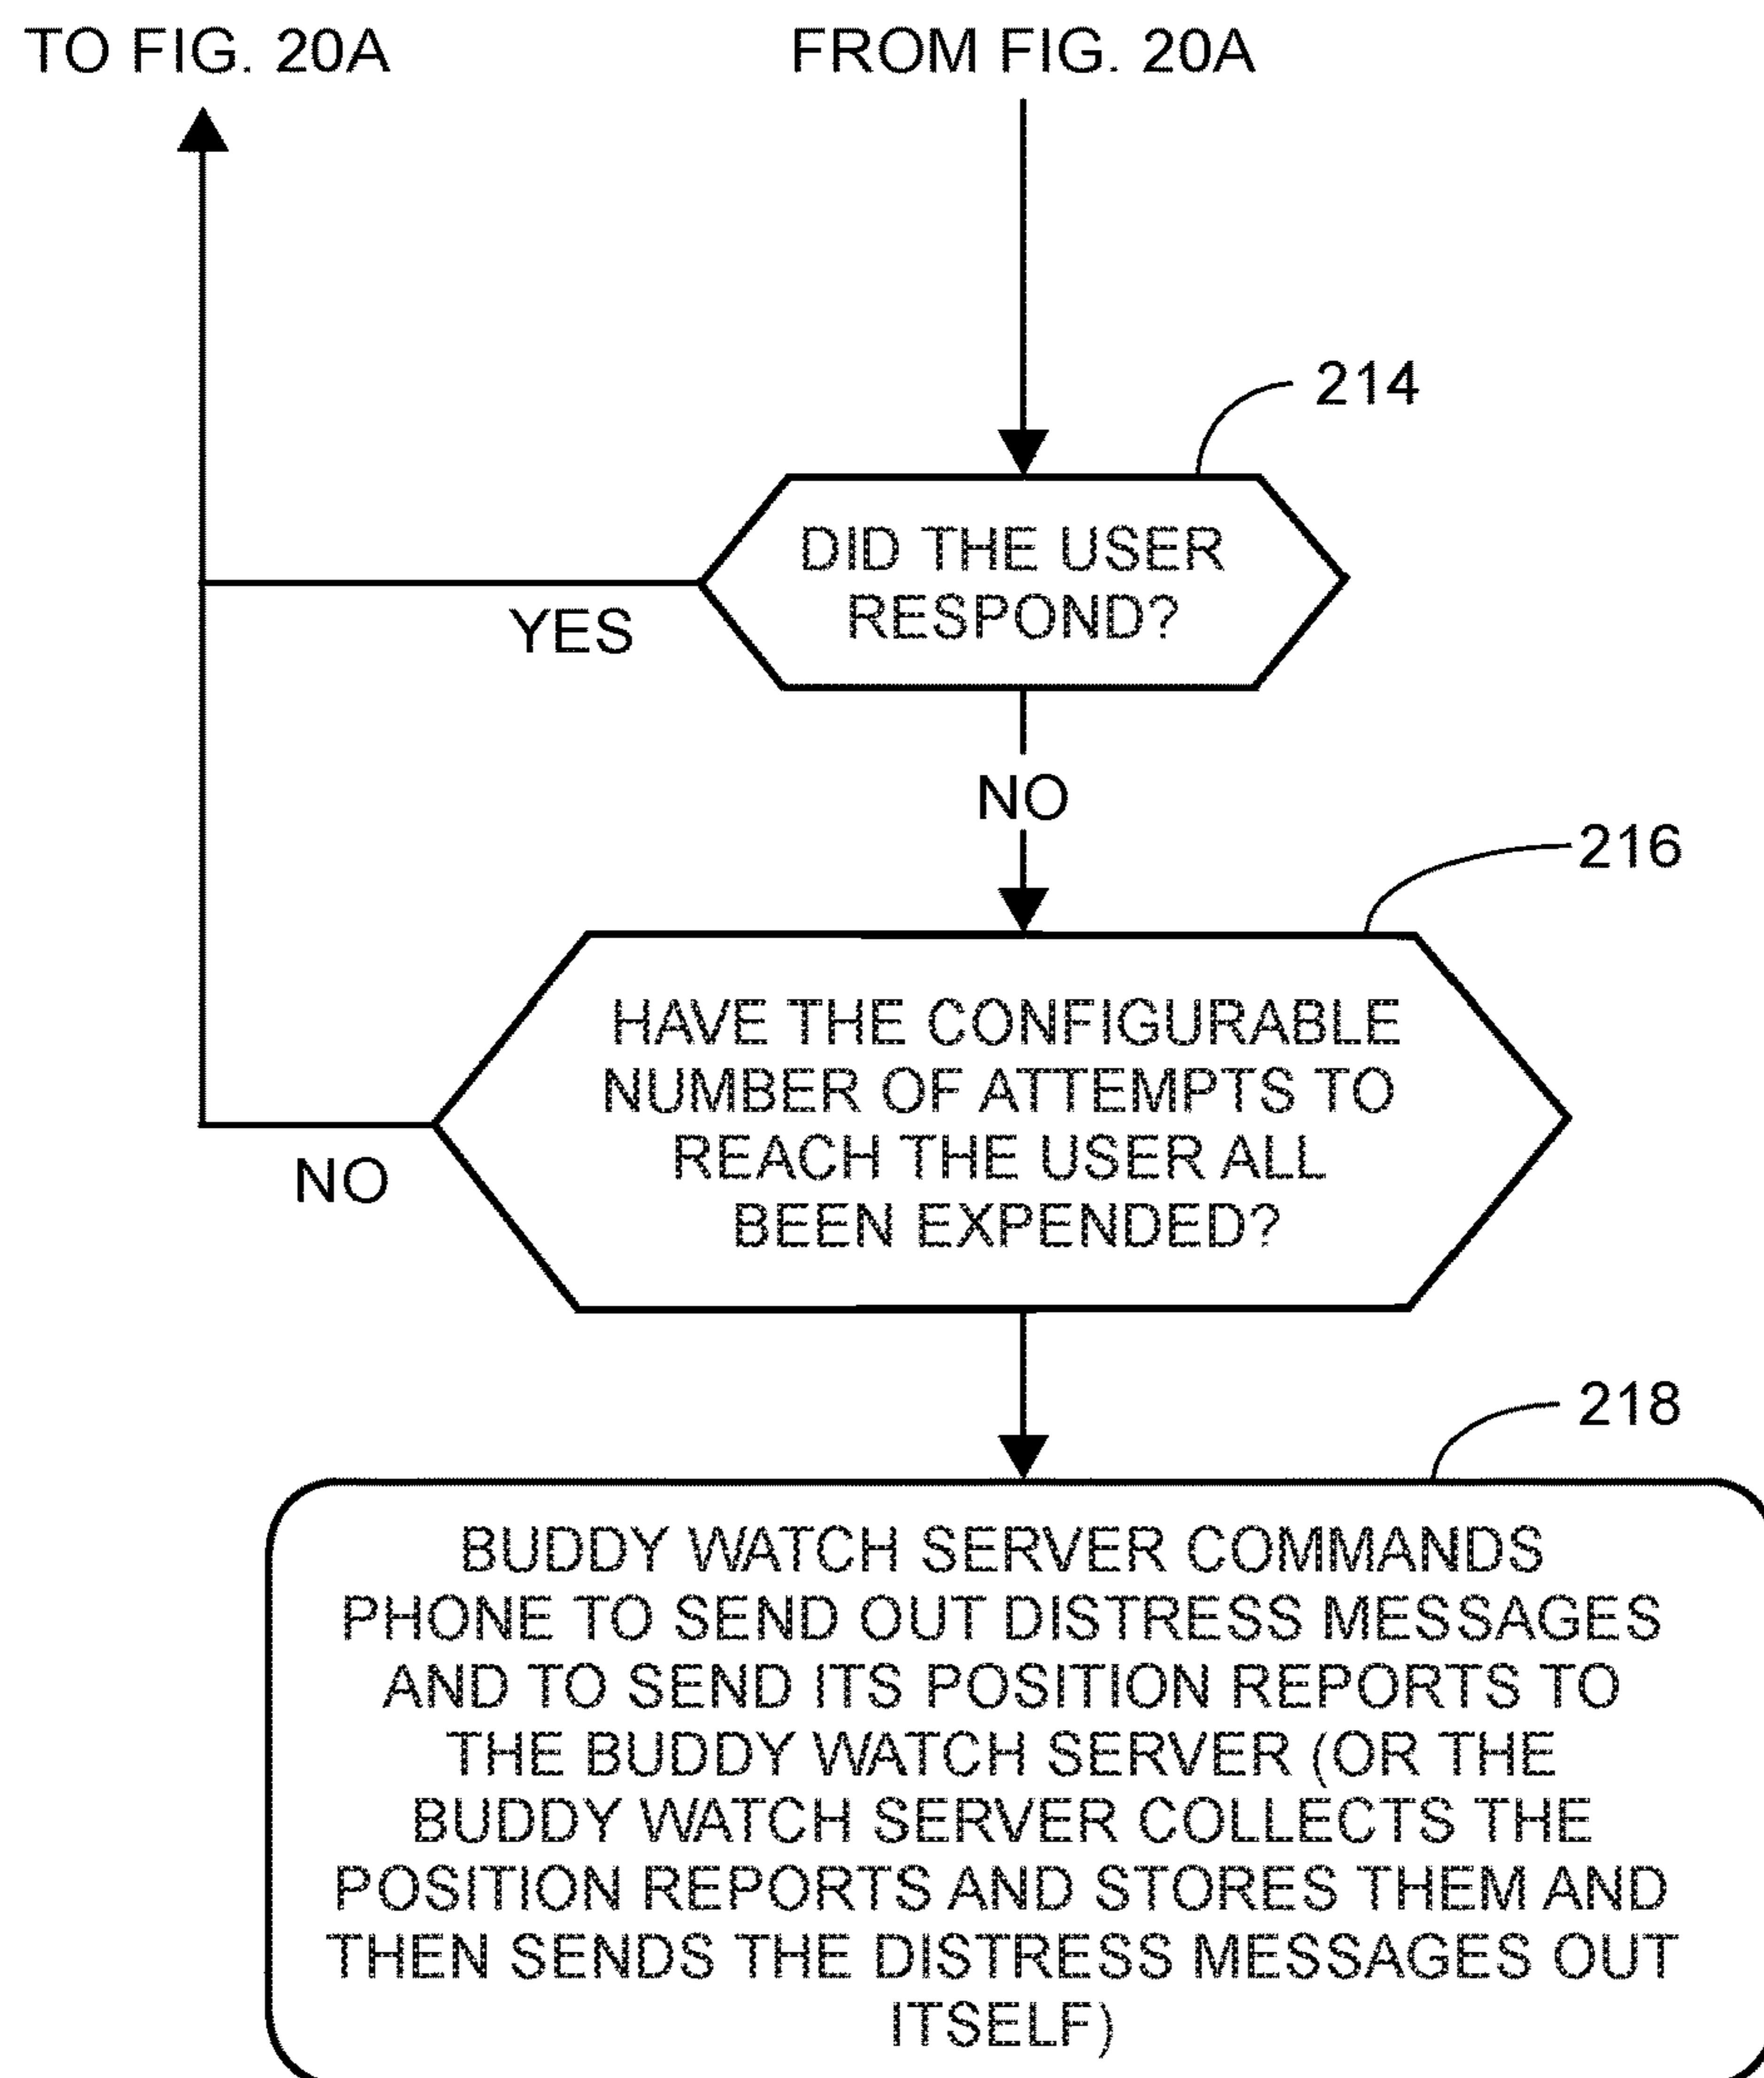 TO FIG. 20A
FROM FIG. 20A
214
DID THE USER
RESPOND?
YES
NO
216
HAVE THE CONFIGURABLE
NUMBER OF ATTEMPTS TO
REACH THE USER ALL
BEEN EXPENDED?
NO
218
BUDDY WATCH SERVER COMMANDS
PHONE TO SEND OUT DISTRESS MESSAGES
AND TO SEND ITS POSITION REPORTS TO
THE BUDDY WATCH SERVER (OR THE
BUDDY WATCH SERVER COLLECTS THE
POSITION REPORTS AND STORES THEM AND
THEN SENDS THE DISTRESS MESSAGES OUT
ITSELF)